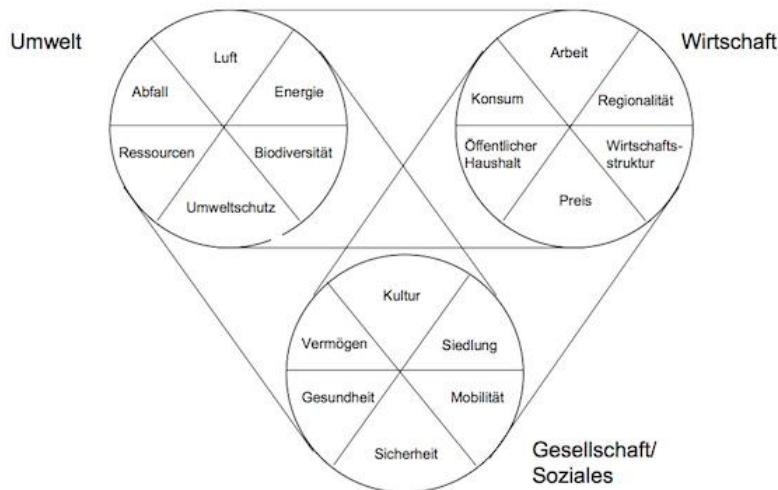 Umwelt
Luft
Abfall
Energie
Ressourcen
Biodiversität
Umweltschutz
Wirtschaft
Arbeit
Konsum
Regionalität
Öffentlicher
Haushalt
Wirtschafts-
struktur
Preis
Kultur
Vermögen
Siedlung
Gesundheit
Mobilität
Sicherheit
Gesellschaft/
Soziales